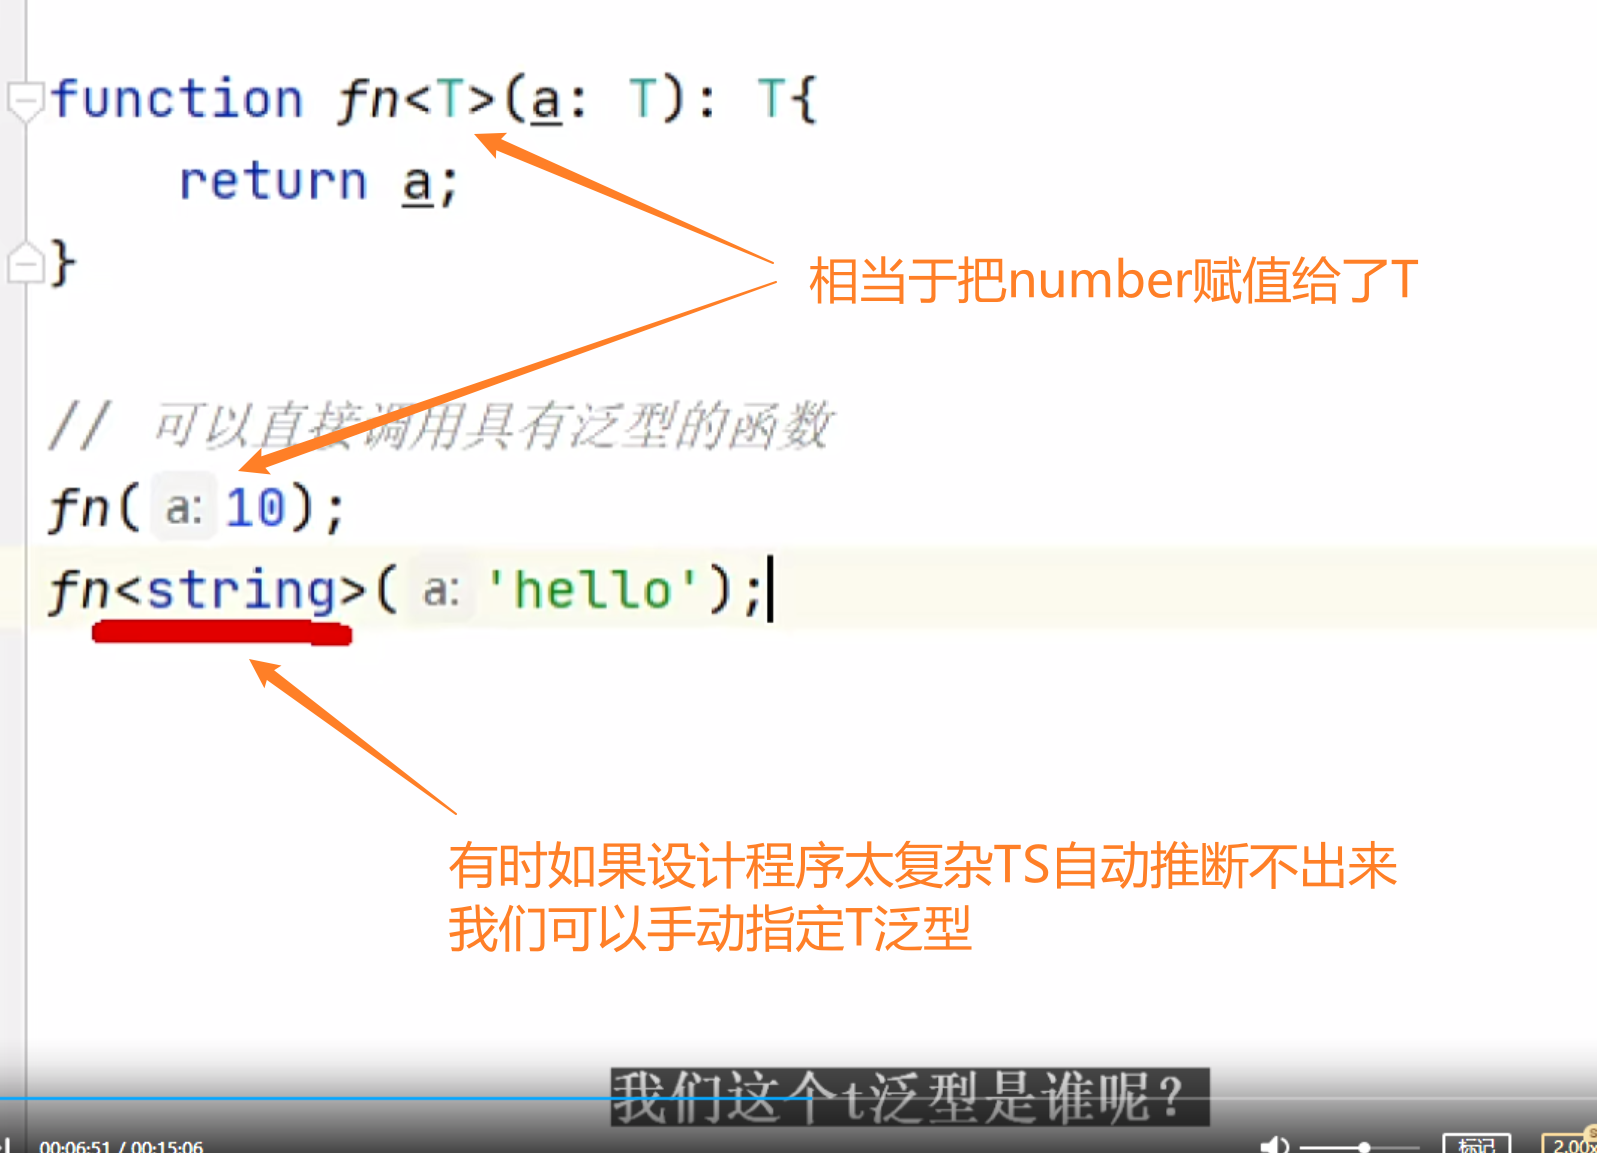 function fn<T>(a: T): T{
return a;
}
相当于把number赋值给了T
// 可以直接调用具有泛型的函数
fn( a: 10);
fn<string>( a: 'hello');
有时如果设计程序太复杂TS自动推断不出来
我们可以手动指定T泛型
我们这个t泛型是谁呢？
00:06:51 / 00:15:06
标记
2.00x